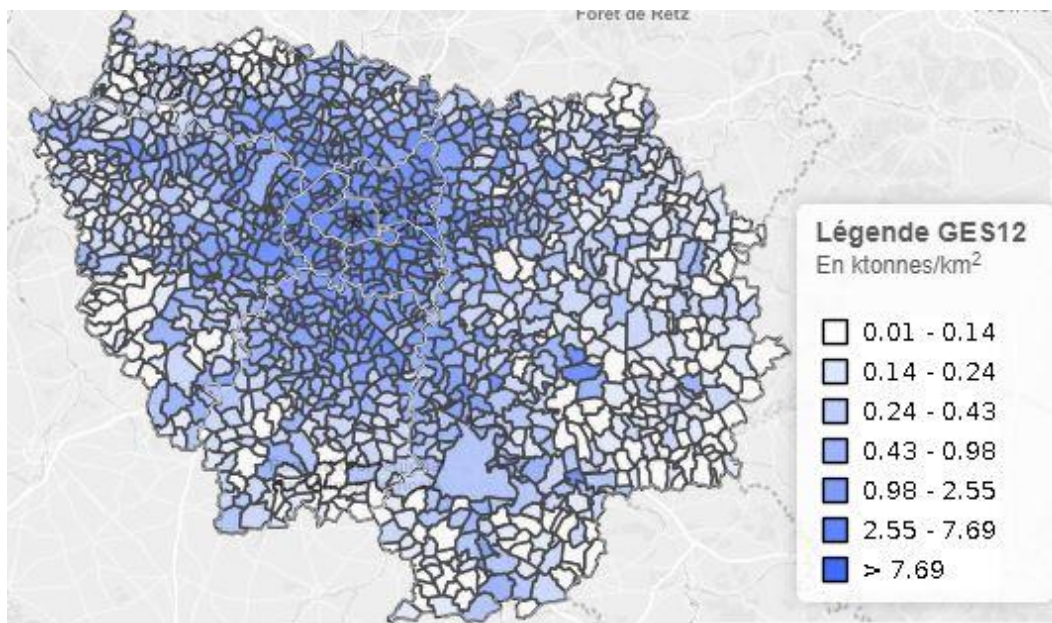 Forêt de Retz
Légende GES12
En ktonnes/km²
0.01 - 0.14
0.14 - 0.24
0.24 - 0.43
0.43 - 0.98
0.98 - 2.55
2.55 - 7.69
> 7.69